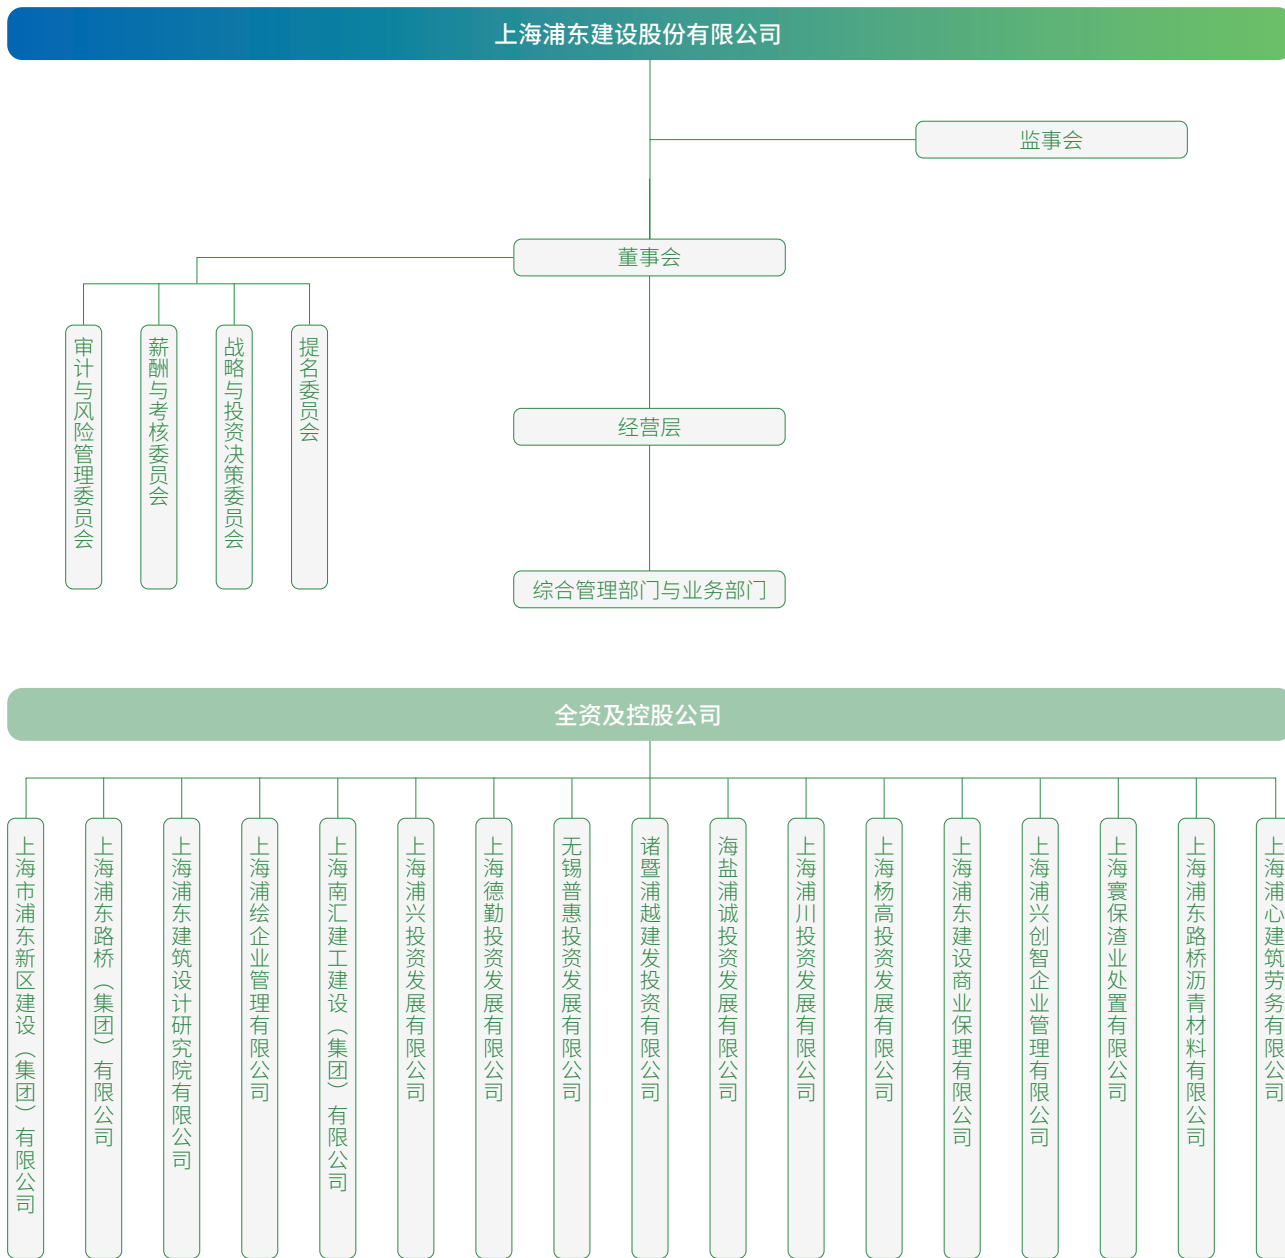 上海浦东建设股份有限公司
监事会
董事会
审计与风险管理委员会
薪酬与考核委员会
战略与投资决策委员会
提名委员会
经营层
综合管理部门与业务部门
全资及控股公司
上海市浦东新区建设（集团）有限公司
上海浦东路桥（集团）有限公司
上海浦东建筑设计研究院有限公司
上海浦绘企业管理有限公司
上海南汇建工建设（集团）有限公司
上海浦兴投资发展有限公司
上海德勤投资发展有限公司
无锡普惠投资发展有限公司
诸暨浦越建发投资有限公司
海盐浦诚投资发展有限公司
上海浦川投资发展有限公司
上海杨高投资发展有限公司
上海浦东建设商业保理有限公司
上海浦兴创智企业管理有限公司
上海寰保渣业处置有限公司
上海浦东路桥沥青材料有限公司
上海浦心建筑劳务有限公司